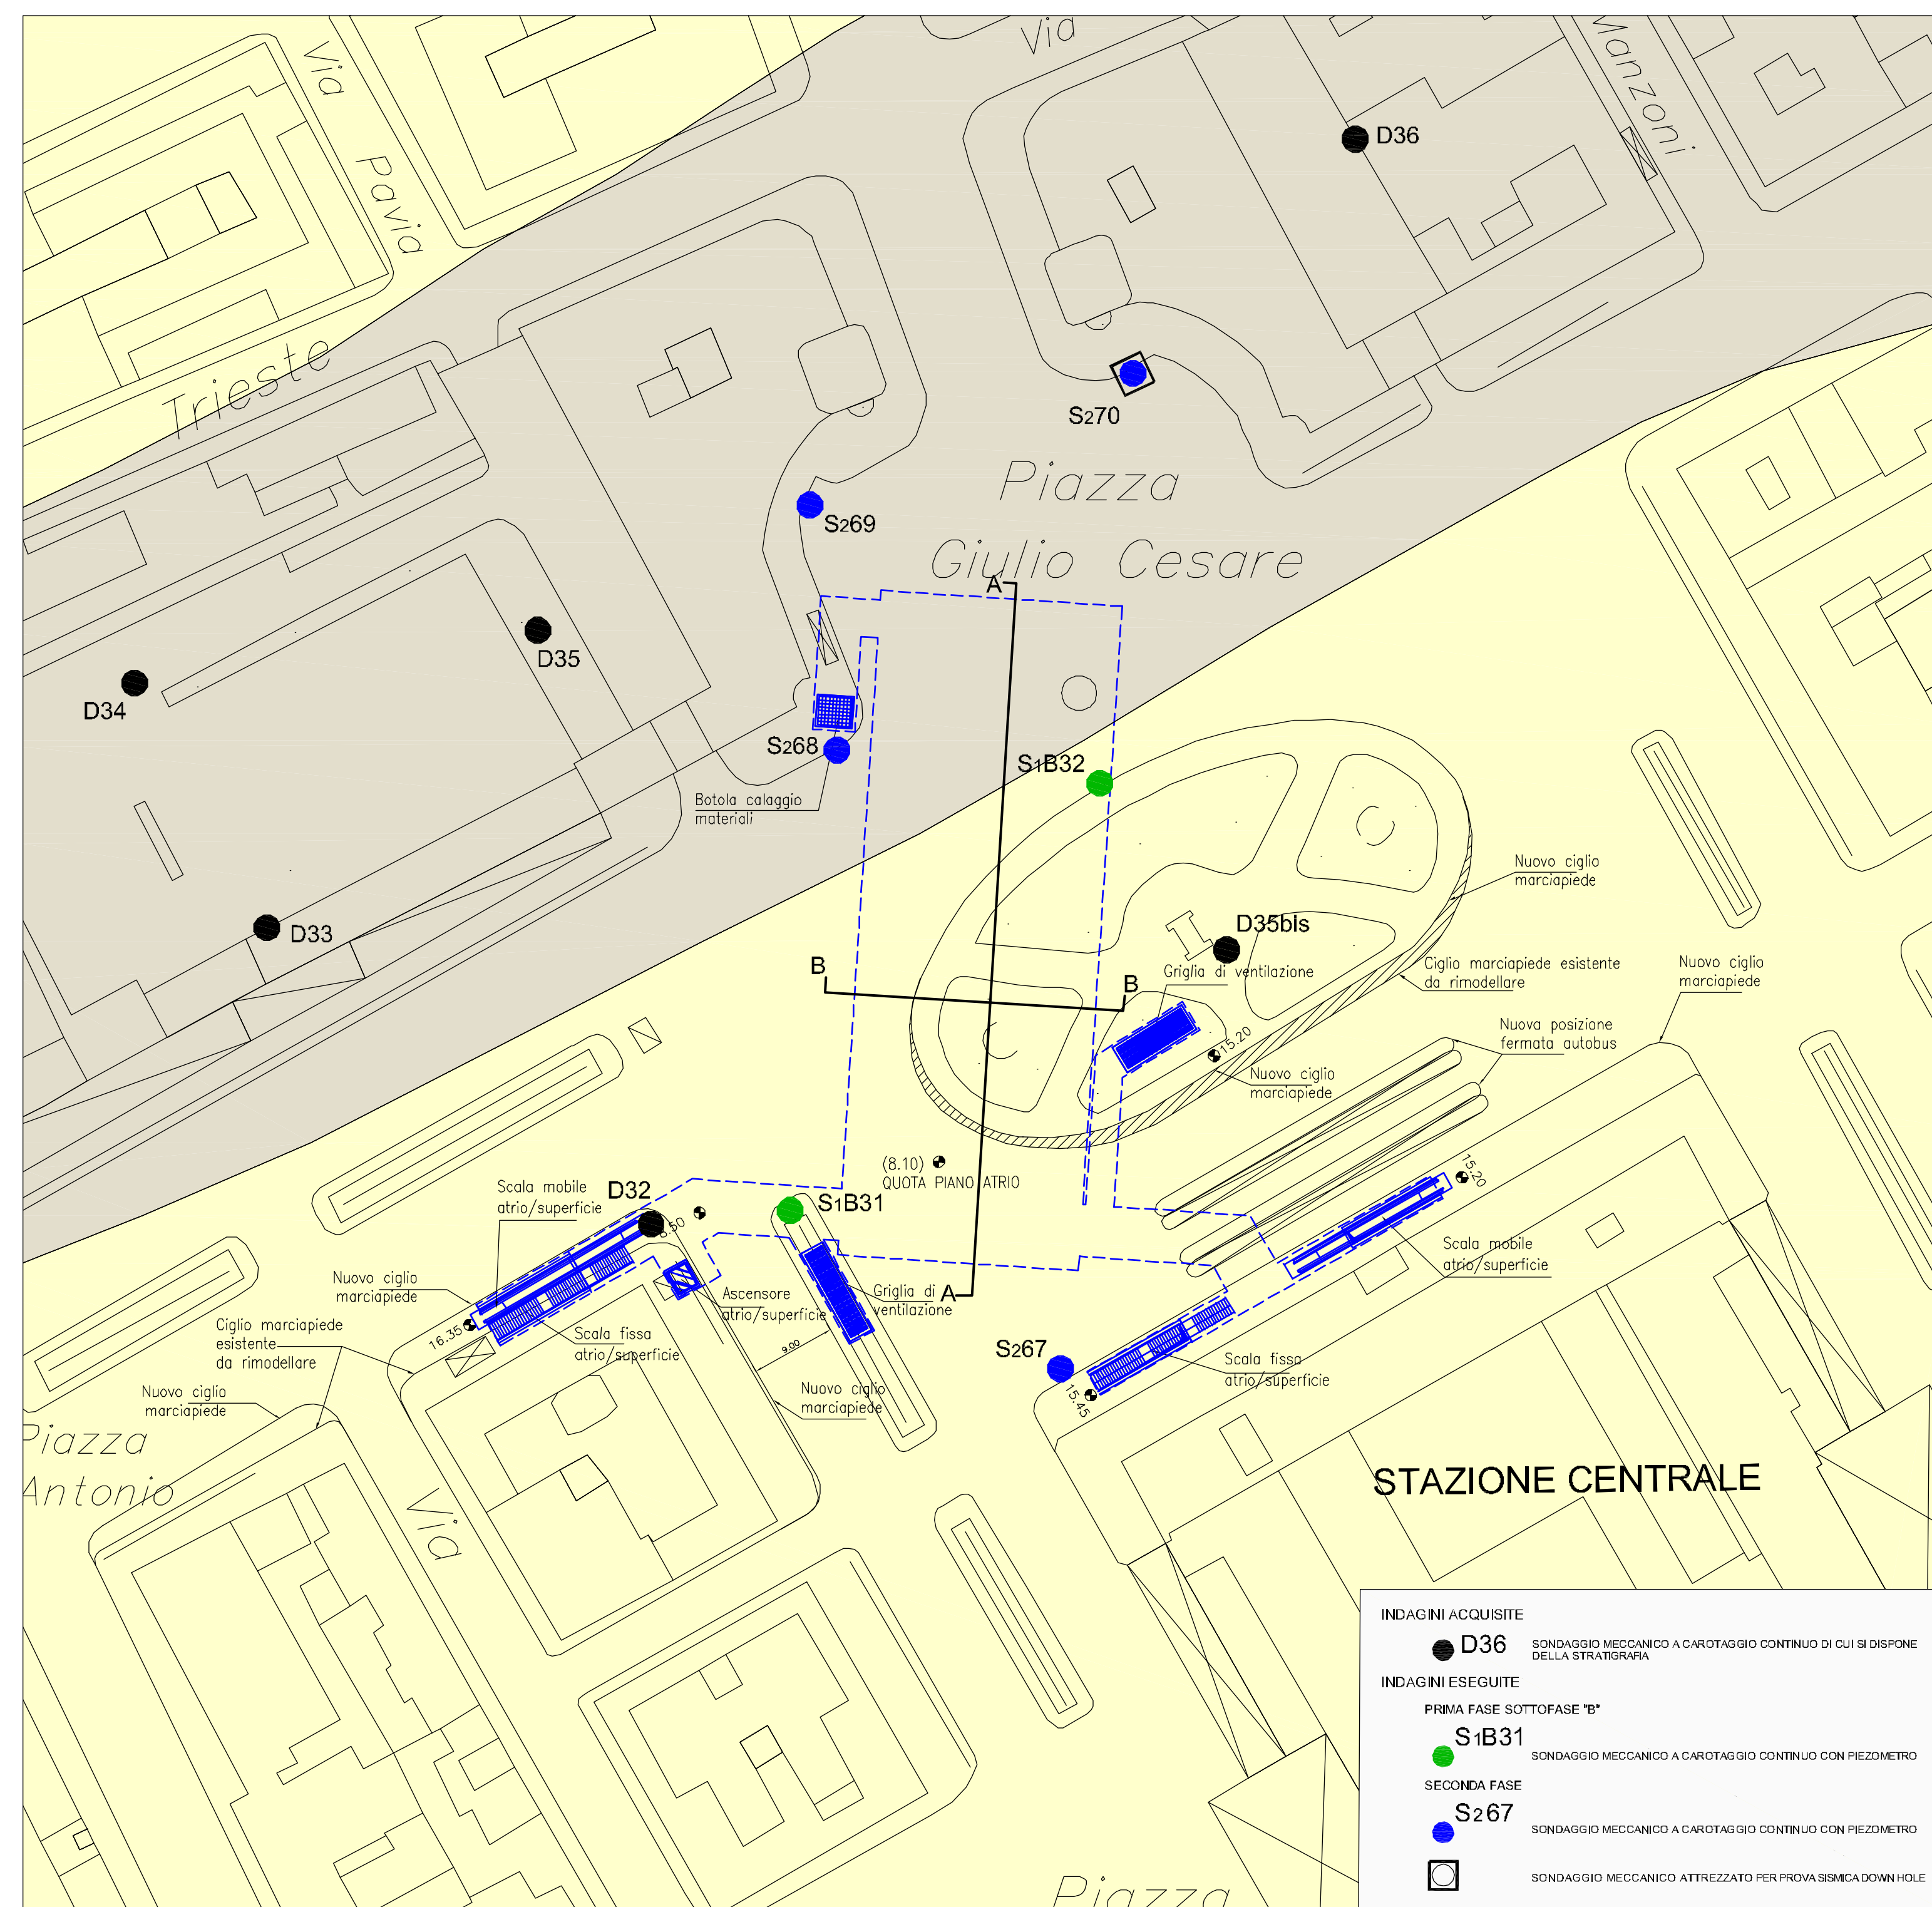 Via
Manzoni
Via
Pavia
D36
Trieste
S270
Piazza
Giulio Cesare
S269
A
D35
D34
S268
S1B32
Botola calaggio
materiali
Nuovo ciglio
marciapiede
D33
D35bis
B
B
Griglia di ventilazione
Ciglio marciapiede esistente
da rimodellare
Nuovo ciglio
marciapiede
15.20
Nuova posizione
fermata autobus
Nuovo ciglio
marciapiede
(8.10)
QUOTA PIANO ATRIO
15.20
Scala mobile
atrio/superficie
D32
S1B31
Scala mobile
atrio/superficie
Nuovo ciglio
marciapiede
Ascensore
atrio/superficie
Griglia di
ventilazione
A
16.35
Ciglio marciapiede
esistente
da rimodellare
Scala fissa
atrio/superficie
9.00
S267
Scala fissa
atrio/superficie
15.45
Nuovo ciglio
marciapiede
Nuovo ciglio
marciapiede
Piazza
Antonio
Via
STAZIONE CENTRALE
Piazza
INDAGINI ACQUISITE
D36
SONDAGGIO MECCANICO A CAROTAGGIO CONTINUO DI CUI SI DISPONE
DELLA STRATIGRAFIA
INDAGINI ESEGUITE
PRIMA FASE SOTTOFASE "B"
S1B31
SONDAGGIO MECCANICO A CAROTAGGIO CONTINUO CON PIEZOMETRO
SECONDA FASE
S267
SONDAGGIO MECCANICO A CAROTAGGIO CONTINUO CON PIEZOMETRO
SONDAGGIO MECCANICO ATTREZZATO PER PROVA SISMICA DOWN HOLE